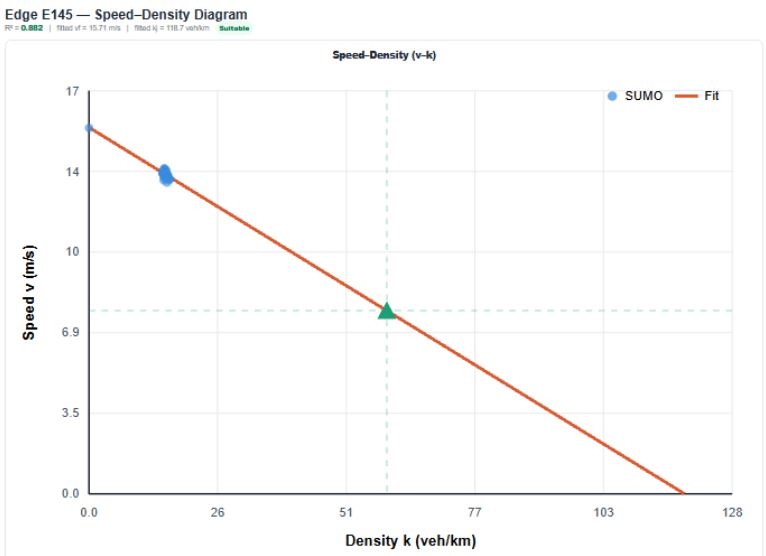 Edge E145 — Speed–Density Diagram
R² = 0.882 | fitted vf = 15.71 m/s | fitted kj = 118.7 veh/km Suitable
Speed–Density (v–k)
SUMO Fit
17
14
10
6.9
3.5
0.0
Speed v (m/s)
0.0 26 51 77 103 128
Density k (veh/km)